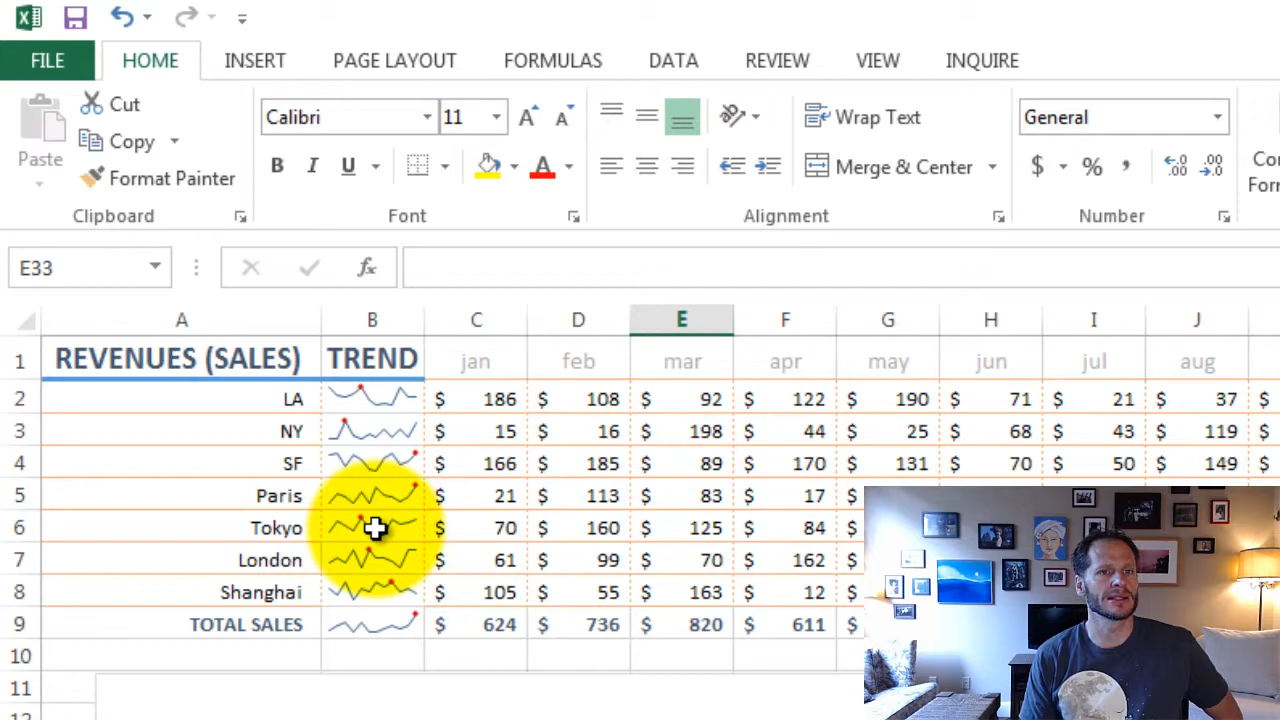 FILE HOME INSERT PAGE LAYOUT FORMULAS DATA REVIEW VIEW INQUIRE
Cut
Copy
Format Painter
Paste
Clipboard
Calibri 11
B I U
Font
Wrap Text
Merge & Center
Alignment
General
$ % ,
Number
E33
fx
A B C D E F G H I J
1 REVENUES (SALES) TREND jan feb mar apr may jun jul aug
2 LA $ 186 $ 108 $ 92 $ 122 $ 190 $ 71 $ 21 $ 37 $
3 NY $ 15 $ 16 $ 198 $ 44 $ 25 $ 68 $ 43 $ 119 $
4 SF $ 166 $ 185 $ 89 $ 170 $ 131 $ 70 $ 50 $ 149 $
5 Paris $ 21 $ 113 $ 83 $ 17 $
6 Tokyo $ 70 $ 160 $ 125 $ 84 $
7 London $ 61 $ 99 $ 70 $ 162 $
8 Shanghai $ 105 $ 55 $ 163 $ 12 $
9 TOTAL SALES $ 624 $ 736 $ 820 $ 611 $
10
11